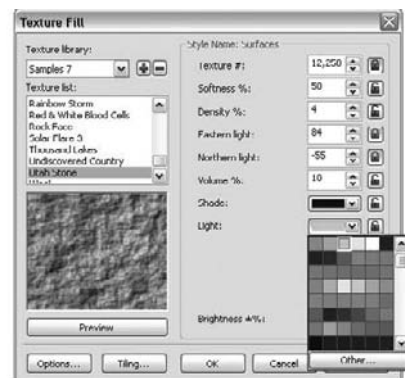 Texture Fill
Texture library:
Samples 7
Texture list:
Rainbow Storm
Red & White Blood Cells
Rock Face
Solar Flare 3
Thousand Lakes
Undiscovered Country
Utah Stone
Style Name: Surfaces
Texture #: 12,250
Softness %: 50
Density %: 4
Eastern light: 84
Northern light: -55
Volume %: 10
Shade:
Light:
Brightness ±%:
Preview
Options...
Tiling...
OK
Cancel
Other...